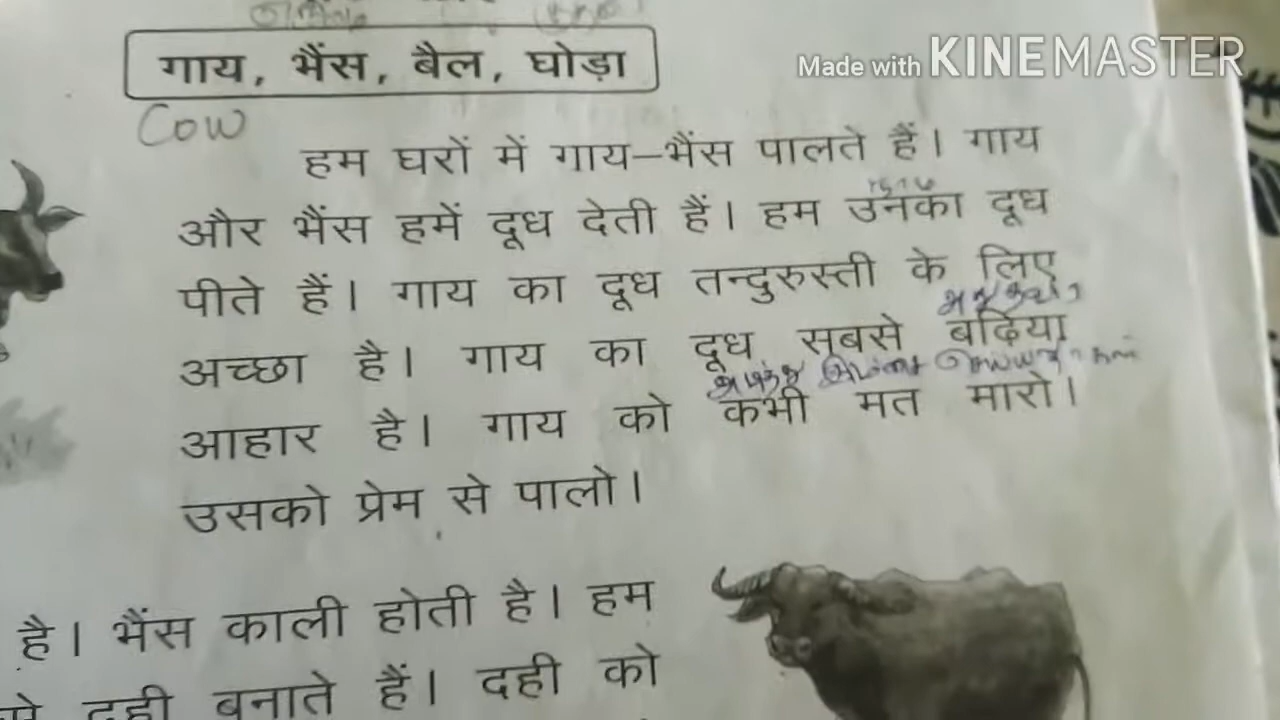 Made with KINEMASTER
गाय, भैंस, बैल, घोड़ा
Cow
हम घरों में गाय–भैंस पालते हैं। गाय
और भैंस हमें दूध देती हैं। हम उनका दूध
पीते हैं। गाय का दूध तन्दुरुस्ती के लिए
अच्छा है। गाय का दूध सबसे बढ़िया
आहार है। गाय को कभी मत मारो।
उसको प्रेम से पालो।
है। भैंस काली होती है। हम
दही बनाते हैं। दही को